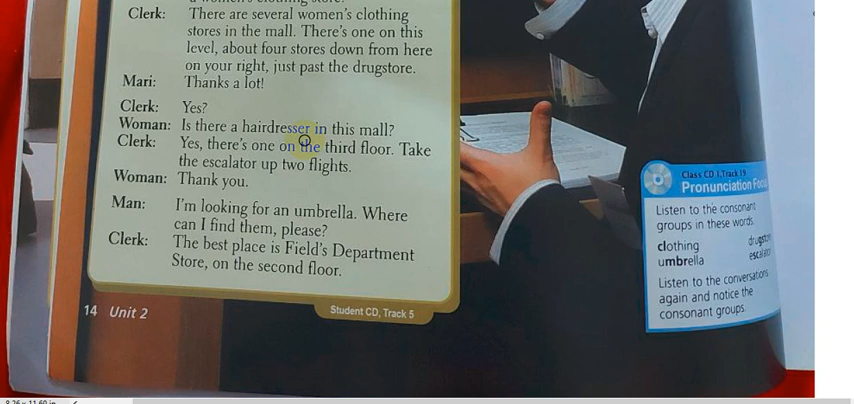 Clerk: There are several women's clothing
stores in the mall. There's one on this
level, about four stores down from here
on your right, just past the drugstore.
Mari: Thanks a lot!
Clerk: Yes?
Woman: Is there a hairdresser in this mall?
Clerk: Yes, there's one on the third floor. Take
the escalator up two flights.
Woman: Thank you.
Man: I'm looking for an umbrella. Where
can I find them, please?
Clerk: The best place is Field's Department
Store, on the second floor.
14 Unit 2
Student CD, Track 5
Class CD 1, Track 19
Pronunciation
Listen to the consonant
groups in these words.
clothing
umbrella
Listen to the conversations
again and notice the
consonant groups.